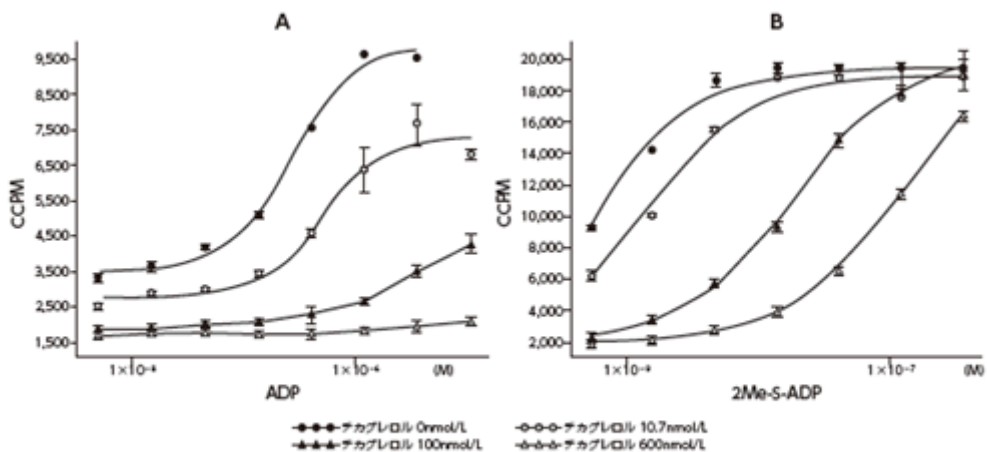 A
B
9,500
8,500
7,500
6,500
5,500
4,500
3,500
2,500
1,500
CCPM
1×10⁻⁸
1×10⁻⁶
(M)
ADP
20,000
18,000
16,000
14,000
12,000
10,000
8,000
6,000
4,000
2,000
CCPM
1×10⁻⁹
1×10⁻⁷
(M)
2Me-S-ADP
チカグレロル 0nmol/L
チカグレロル 10.7nmol/L
チカグレロル 100nmol/L
チカグレロル 600nmol/L